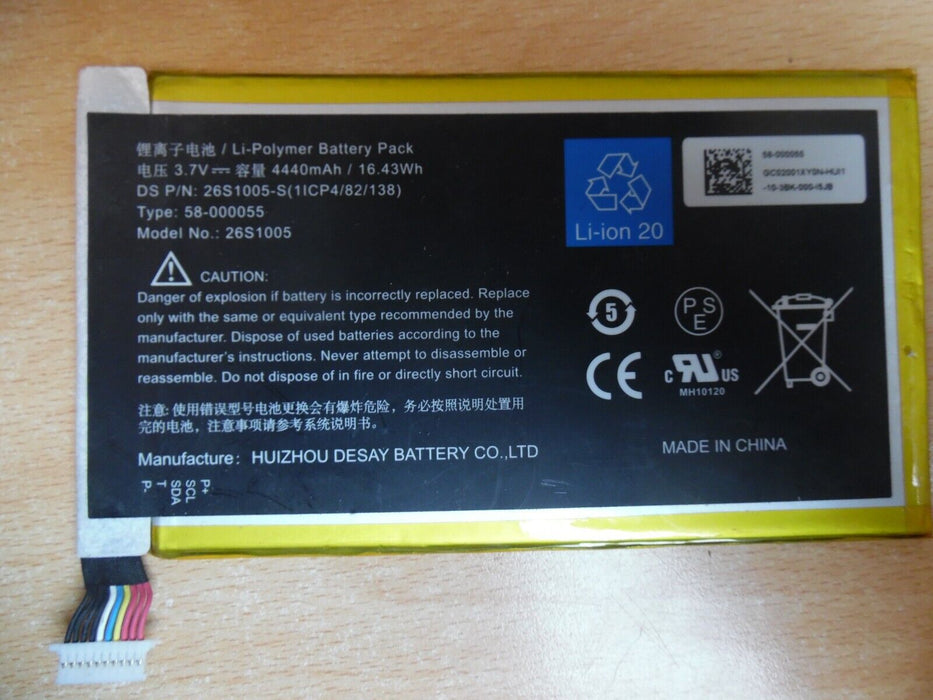 锂离子电池 / Li-Polymer Battery Pack
电压 3.7V⎓ 容量 4440mAh / 16.43Wh
DS P/N: 26S1005-S(1ICP4/82/138)
Type: 58-000055
Model No.: 26S1005
CAUTION:
Danger of explosion if battery is incorrectly replaced. Replace
only with the same or equivalent type recommended by the
manufacturer. Dispose of used batteries according to the
manufacturer's instructions. Never attempt to disassemble or
reassemble. Do not dispose of in fire or directly short circuit.
注意: 使用错误型号电池更换会有爆炸危险，务必按照说明处置用
完的电池，注意事项请参考系统说明书。
Manufacture: HUIZHOU DESAY BATTERY CO.,LTD
P+
SCL
SDA
T
P-
Li-ion 20
58-000055
5
PSE
CE
c RU® US
MH10120
MADE IN CHINA